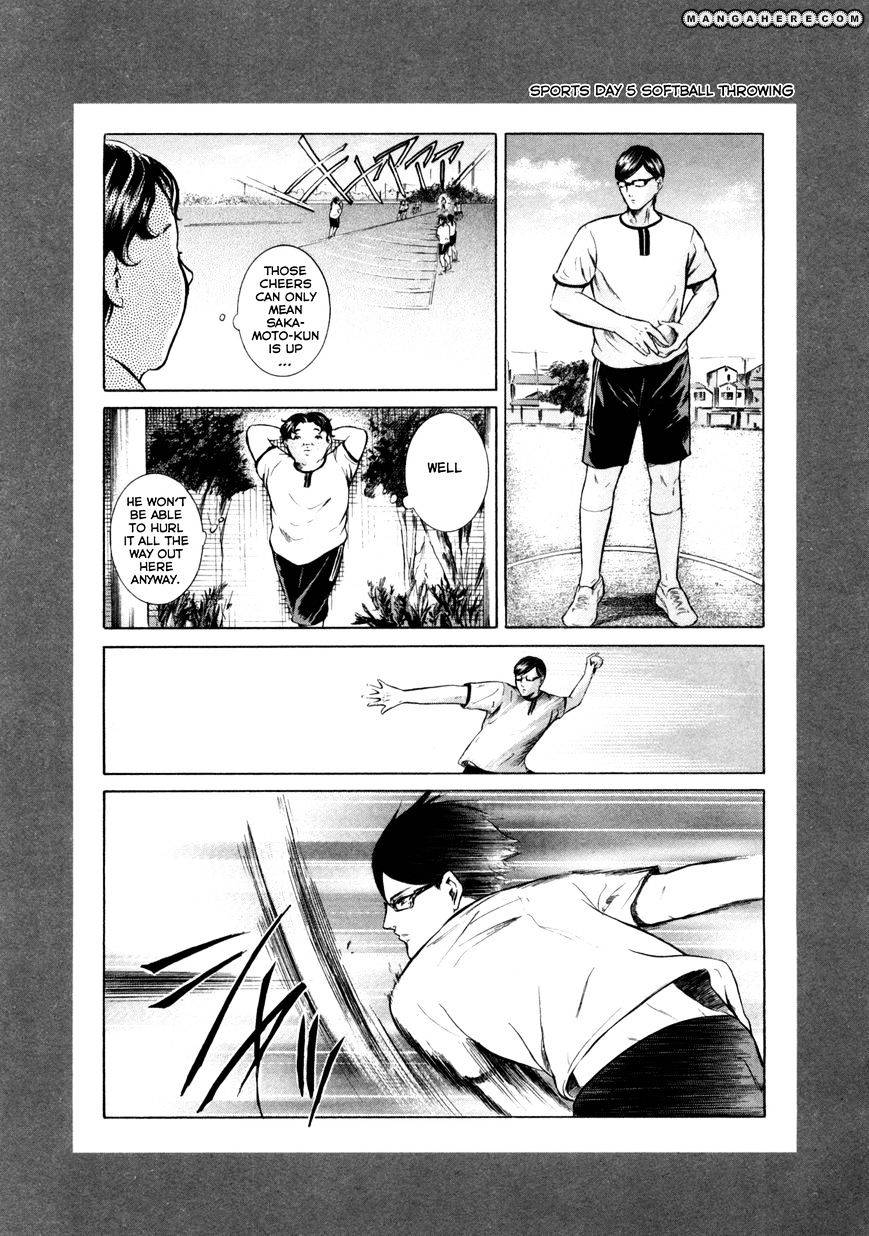 MANGAHERE.COM
SPORTS DAY 5 SOFTBALL THROWING
THOSE
CHEERS
CAN ONLY
MEAN
SAKA-
MOTO-KUN
IS UP
...
WELL
HE WON'T
BE ABLE
TO HURL
IT ALL THE
WAY OUT
HERE
ANYWAY.